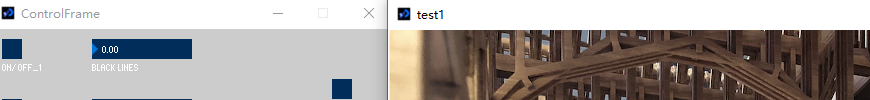 ControlFrame
test1
0.00
ON/OFF_1
BLACK LINES